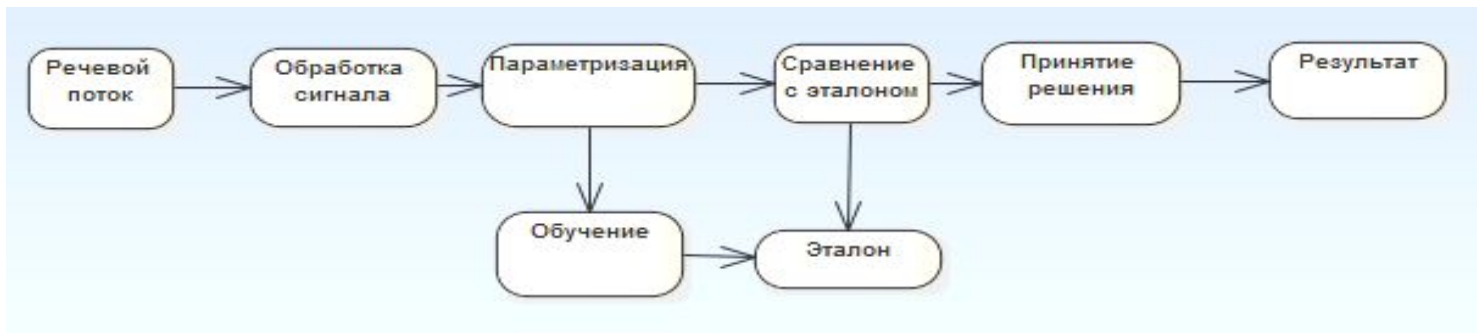 Речевой
поток
Обработка
сигнала
Параметризация
Сравнение
с эталоном
Принятие
решения
Результат
Обучение
Эталон